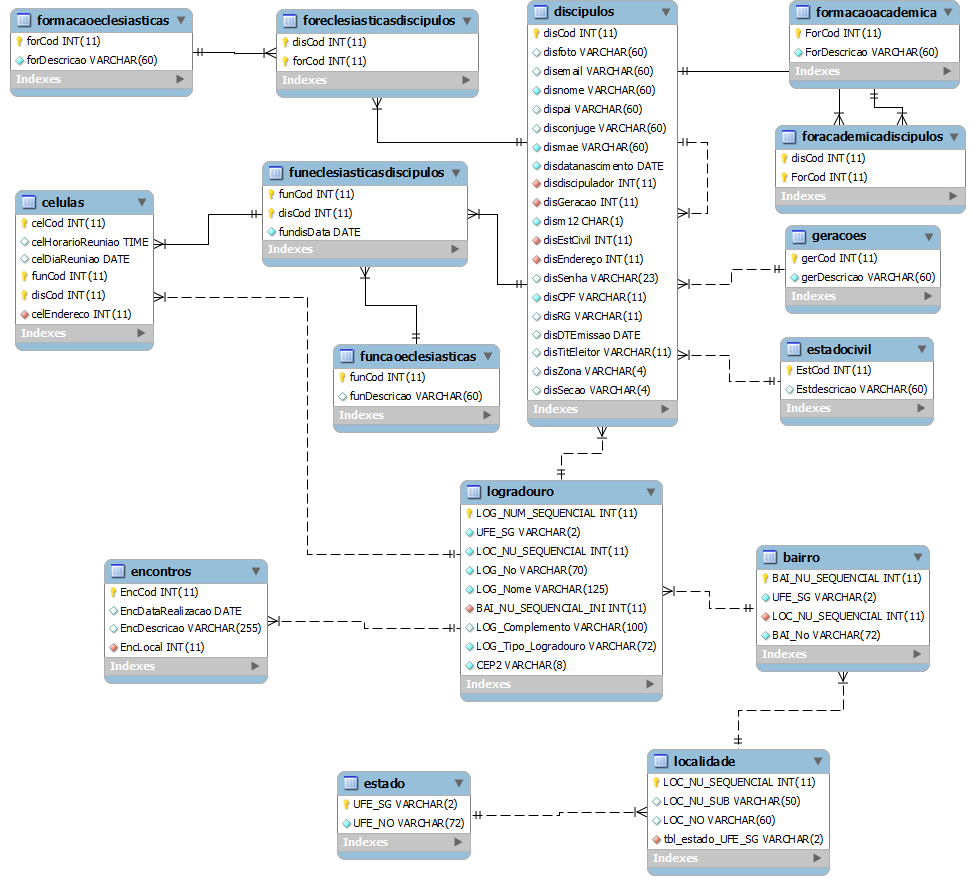 formacaoeclesiasticas
forCod INT(11)
forDescricao VARCHAR(60)
Indexes
foreclesiasticasdiscipulos
disCod INT(11)
forCod INT(11)
Indexes
discipulos
disCod INT(11)
disfoto VARCHAR(60)
disemail VARCHAR(60)
disnome VARCHAR(60)
dispai VARCHAR(60)
disconjuge VARCHAR(60)
dismae VARCHAR(60)
disdatanascimento DATE
disdiscipulador INT(11)
disGeracao INT(11)
dism12 CHAR(1)
disEstCivil INT(11)
disEndereço INT(11)
disSenha VARCHAR(23)
disCPF VARCHAR(11)
disRG VARCHAR(11)
disDTEmissao DATE
disTitEleitor VARCHAR(11)
disZona VARCHAR(4)
disSecao VARCHAR(4)
Indexes
formacaoacademica
ForCod INT(11)
ForDescricao VARCHAR(60)
Indexes
foracademicadiscipulos
disCod INT(11)
ForCod INT(11)
Indexes
celulas
celCod INT(11)
celHorarioReuniao TIME
celDiaReuniao DATE
funCod INT(11)
disCod INT(11)
celEndereco INT(11)
Indexes
funeclesiasticasdiscipulos
funCod INT(11)
disCod INT(11)
fundisData DATE
Indexes
geracoes
gerCod INT(11)
gerDescricao VARCHAR(60)
Indexes
funcaoeclesiasticas
funCod INT(11)
funDescricao VARCHAR(60)
Indexes
estadocivil
EstCod INT(11)
Estdescricao VARCHAR(60)
Indexes
logradouro
LOG_NUM_SEQUENCIAL INT(11)
UFE_SG VARCHAR(2)
LOC_NU_SEQUENCIAL INT(11)
LOG_No VARCHAR(70)
LOG_Nome VARCHAR(125)
BAI_NU_SEQUENCIAL_INI INT(11)
LOG_Complemento VARCHAR(100)
LOG_Tipo_Logradouro VARCHAR(72)
CEP2 VARCHAR(8)
Indexes
encontros
EncCod INT(11)
EncDataRealizacao DATE
EncDescricao VARCHAR(255)
EncLocal INT(11)
Indexes
bairro
BAI_NU_SEQUENCIAL INT(11)
UFE_SG VARCHAR(2)
LOC_NU_SEQUENCIAL INT(11)
BAI_No VARCHAR(72)
Indexes
estado
UFE_SG VARCHAR(2)
UFE_NO VARCHAR(72)
Indexes
localidade
LOC_NU_SEQUENCIAL INT(11)
LOC_NU_SUB VARCHAR(50)
LOC_NO VARCHAR(60)
tbl_estado_UFE_SG VARCHAR(2)
Indexes